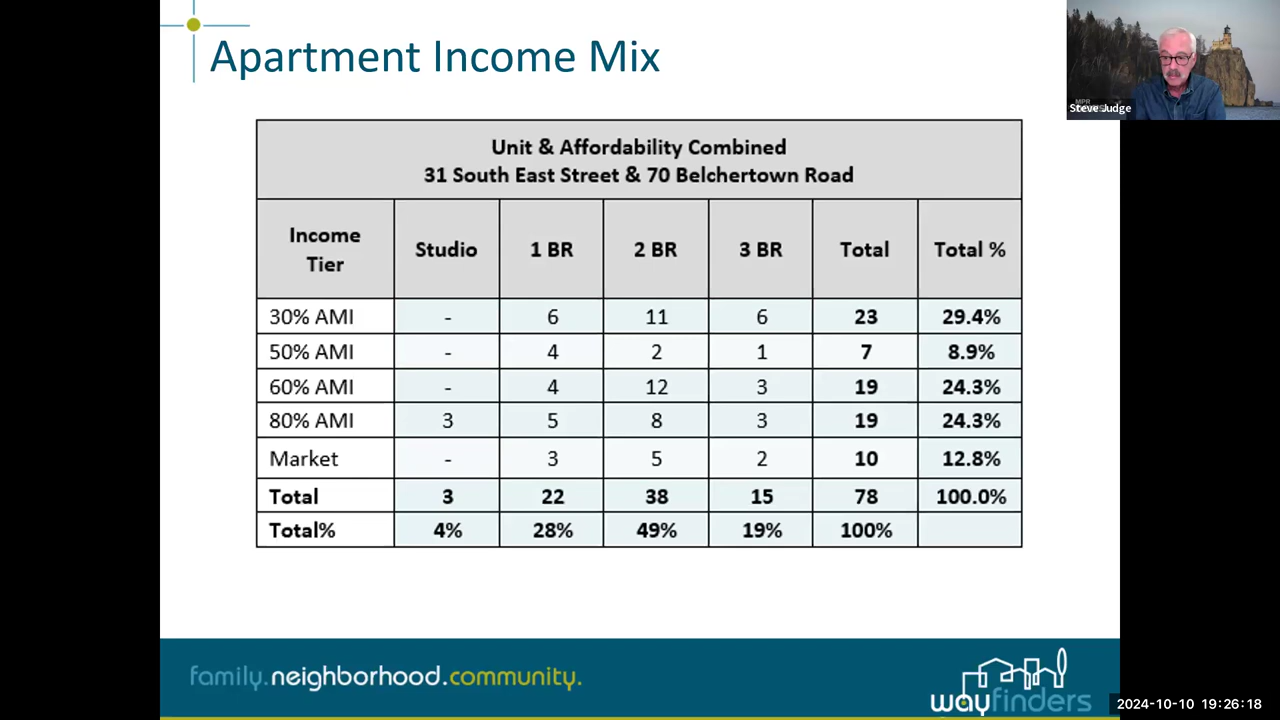 Apartment Income Mix
MPR
Steve Judge
Unit & Affordability Combined
31 South East Street & 70 Belchertown Road
Income Tier Studio 1 BR 2 BR 3 BR Total Total %
30% AMI - 6 11 6 23 29.4%
50% AMI - 4 2 1 7 8.9%
60% AMI - 4 12 3 19 24.3%
80% AMI 3 5 8 3 19 24.3%
Market - 3 5 2 10 12.8%
Total 3 22 38 15 78 100.0%
Total% 4% 28% 49% 19% 100%
family.neighborhood.community.
wayfinders
2024-10-10 19:26:18